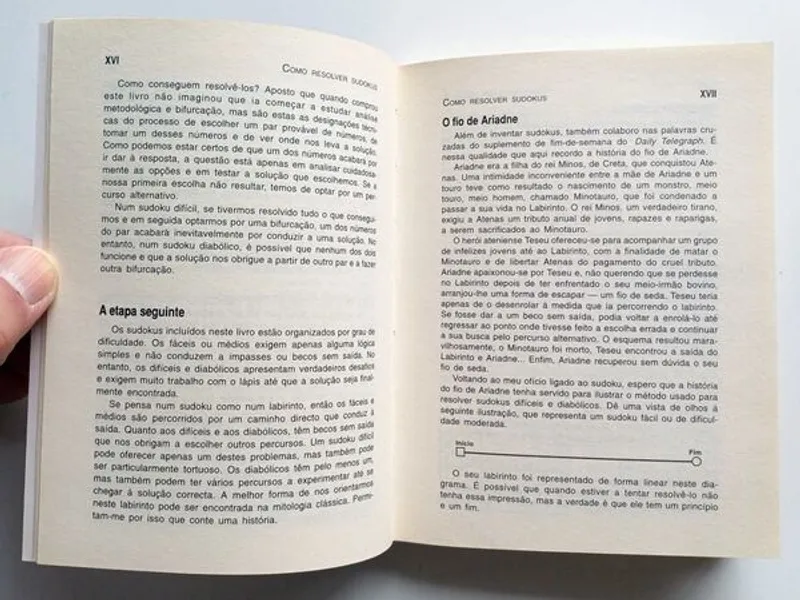 XVI
COMO RESOLVER SUDOKUS
Como conseguem resolvê-los? Aposto que quando comprou
este livro não imaginou que ia começar a estudar análise
metodológica e bifurcação, mas são estas as designações técni-
cas do processo de escolher um par provável de números, de
tomar um desses números e de ver onde nos leva a solução.
Como podemos estar certos de que um dos números acabará por
ir dar à resposta, a questão está apenas em analisar cuidadosa-
mente as opções e em testar a solução que escolhemos. Se a
nossa primeira escolha não resultar, temos de optar por um per-
curso alternativo.
Num sudoku difícil, se tivermos resolvido tudo o que consegui-
mos e em seguida optarmos por uma bifurcação, um dos números
do par acabará inevitavelmente por conduzir a uma solução. No
entanto, num sudoku diabólico, é possível que nenhum dos dois
funcione e que a solução nos obrigue a partir de outro par e a fazer
outra bifurcação.
A etapa seguinte
Os sudokus incluídos neste livro estão organizados por grau de
dificuldade. Os fáceis ou médios exigem apenas alguma lógica
simples e não conduzem a impasses ou becos sem saída. No
entanto, os difíceis e diabólicos apresentam verdadeiros desafios
e exigem muito trabalho com o lápis até que a solução seja final-
mente encontrada.
Se pensa num sudoku como num labirinto, então os fáceis e
médios são percorridos por um caminho directo que conduz à
saída. Quanto aos difíceis e aos diabólicos, têm becos sem saída
que nos obrigam a escolher outros percursos. Um sudoku difícil
pode oferecer apenas um destes problemas, mas também pode
ser particularmente tortuoso. Os diabólicos têm pelo menos um,
mas também podem ter vários percursos a experimentar até se
chegar à solução correcta. A melhor forma de nos orientarmos
neste labirinto pode ser encontrada na mitologia clássica. Permi-
tam-me por isso que conte uma história.
COMO RESOLVER SUDOKUS
XVII
O fio de Ariadne
Além de inventar sudokus, também colaboro nas palavras cru-
zadas do suplemento de fim-de-semana do Daily Telegraph. É
nessa qualidade que aqui recordo a história do fio de Ariadne.
Ariadne era a filha do rei Minos, de Creta, que conquistou Ate-
nas. Uma intimidade inconveniente entre a mãe de Ariadne e um
touro teve como resultado o nascimento de um monstro, meio
touro, meio homem, chamado Minotauro, que foi condenado a
passar a sua vida no Labirinto. O rei Minos, um verdadeiro tirano,
exigiu a Atenas um tributo anual de jovens, rapazes e raparigas,
a serem sacrificados ao Minotauro.
O herói ateniense Teseu ofereceu-se para acompanhar um grupo
de infelizes jovens até ao Labirinto, com a finalidade de matar o
Minotauro e de libertar Atenas do pagamento do cruel tributo.
Ariadne apaixonou-se por Teseu e, não querendo que se perdesse
no Labirinto depois de ter enfrentado o seu meio-irmão bovino,
arranjou-lhe uma forma de escapar — um fio de seda. Teseu teria
apenas de o desenrolar à medida que ia percorrendo o labirinto.
Se fosse dar a um beco sem saída, podia voltar a enrolá-lo até
regressar ao ponto onde tivesse feito a escolha errada e continuar
a sua busca pelo percurso alternativo. O esquema resultou mara-
vilhosamente, o Minotauro foi morto, Teseu encontrou a saída do
Labirinto e Ariadne... Enfim, Ariadne recuperou sem dúvida o seu
fio de seda.
Voltando ao meu ofício ligado ao sudoku, espero que a história
do fio de Ariadne tenha servido para ilustrar o método usado para
resolver sudokus difíceis e diabólicos. Dê uma vista de olhos à
seguinte ilustração, que representa um sudoku fácil ou de dificul-
dade moderada.
Início
Fim
O seu labirinto foi representado de forma linear neste dia-
grama. É possível que quando estiver a tentar resolvê-lo não
tenha essa impressão, mas a verdade é que ele tem um princípio
e um fim.